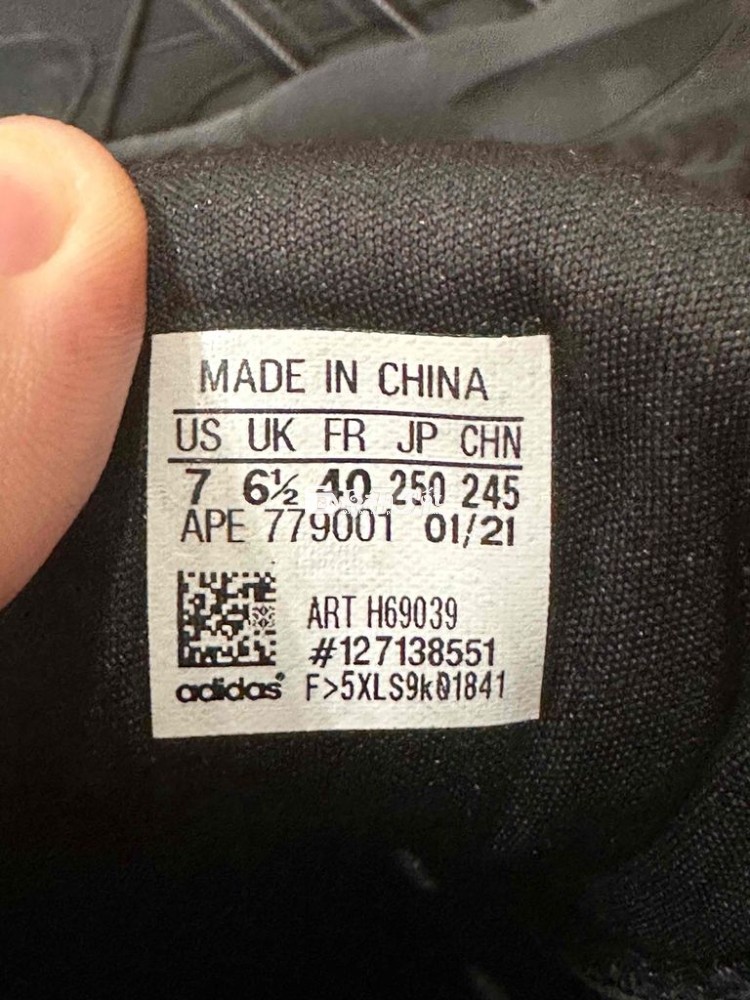 MADE IN CHINA
US UK FR JP CHN
7 6½ 40 250 245
APE 779001 01/21
ART H69039
#127138551
adidas® F>5XLS9k01841